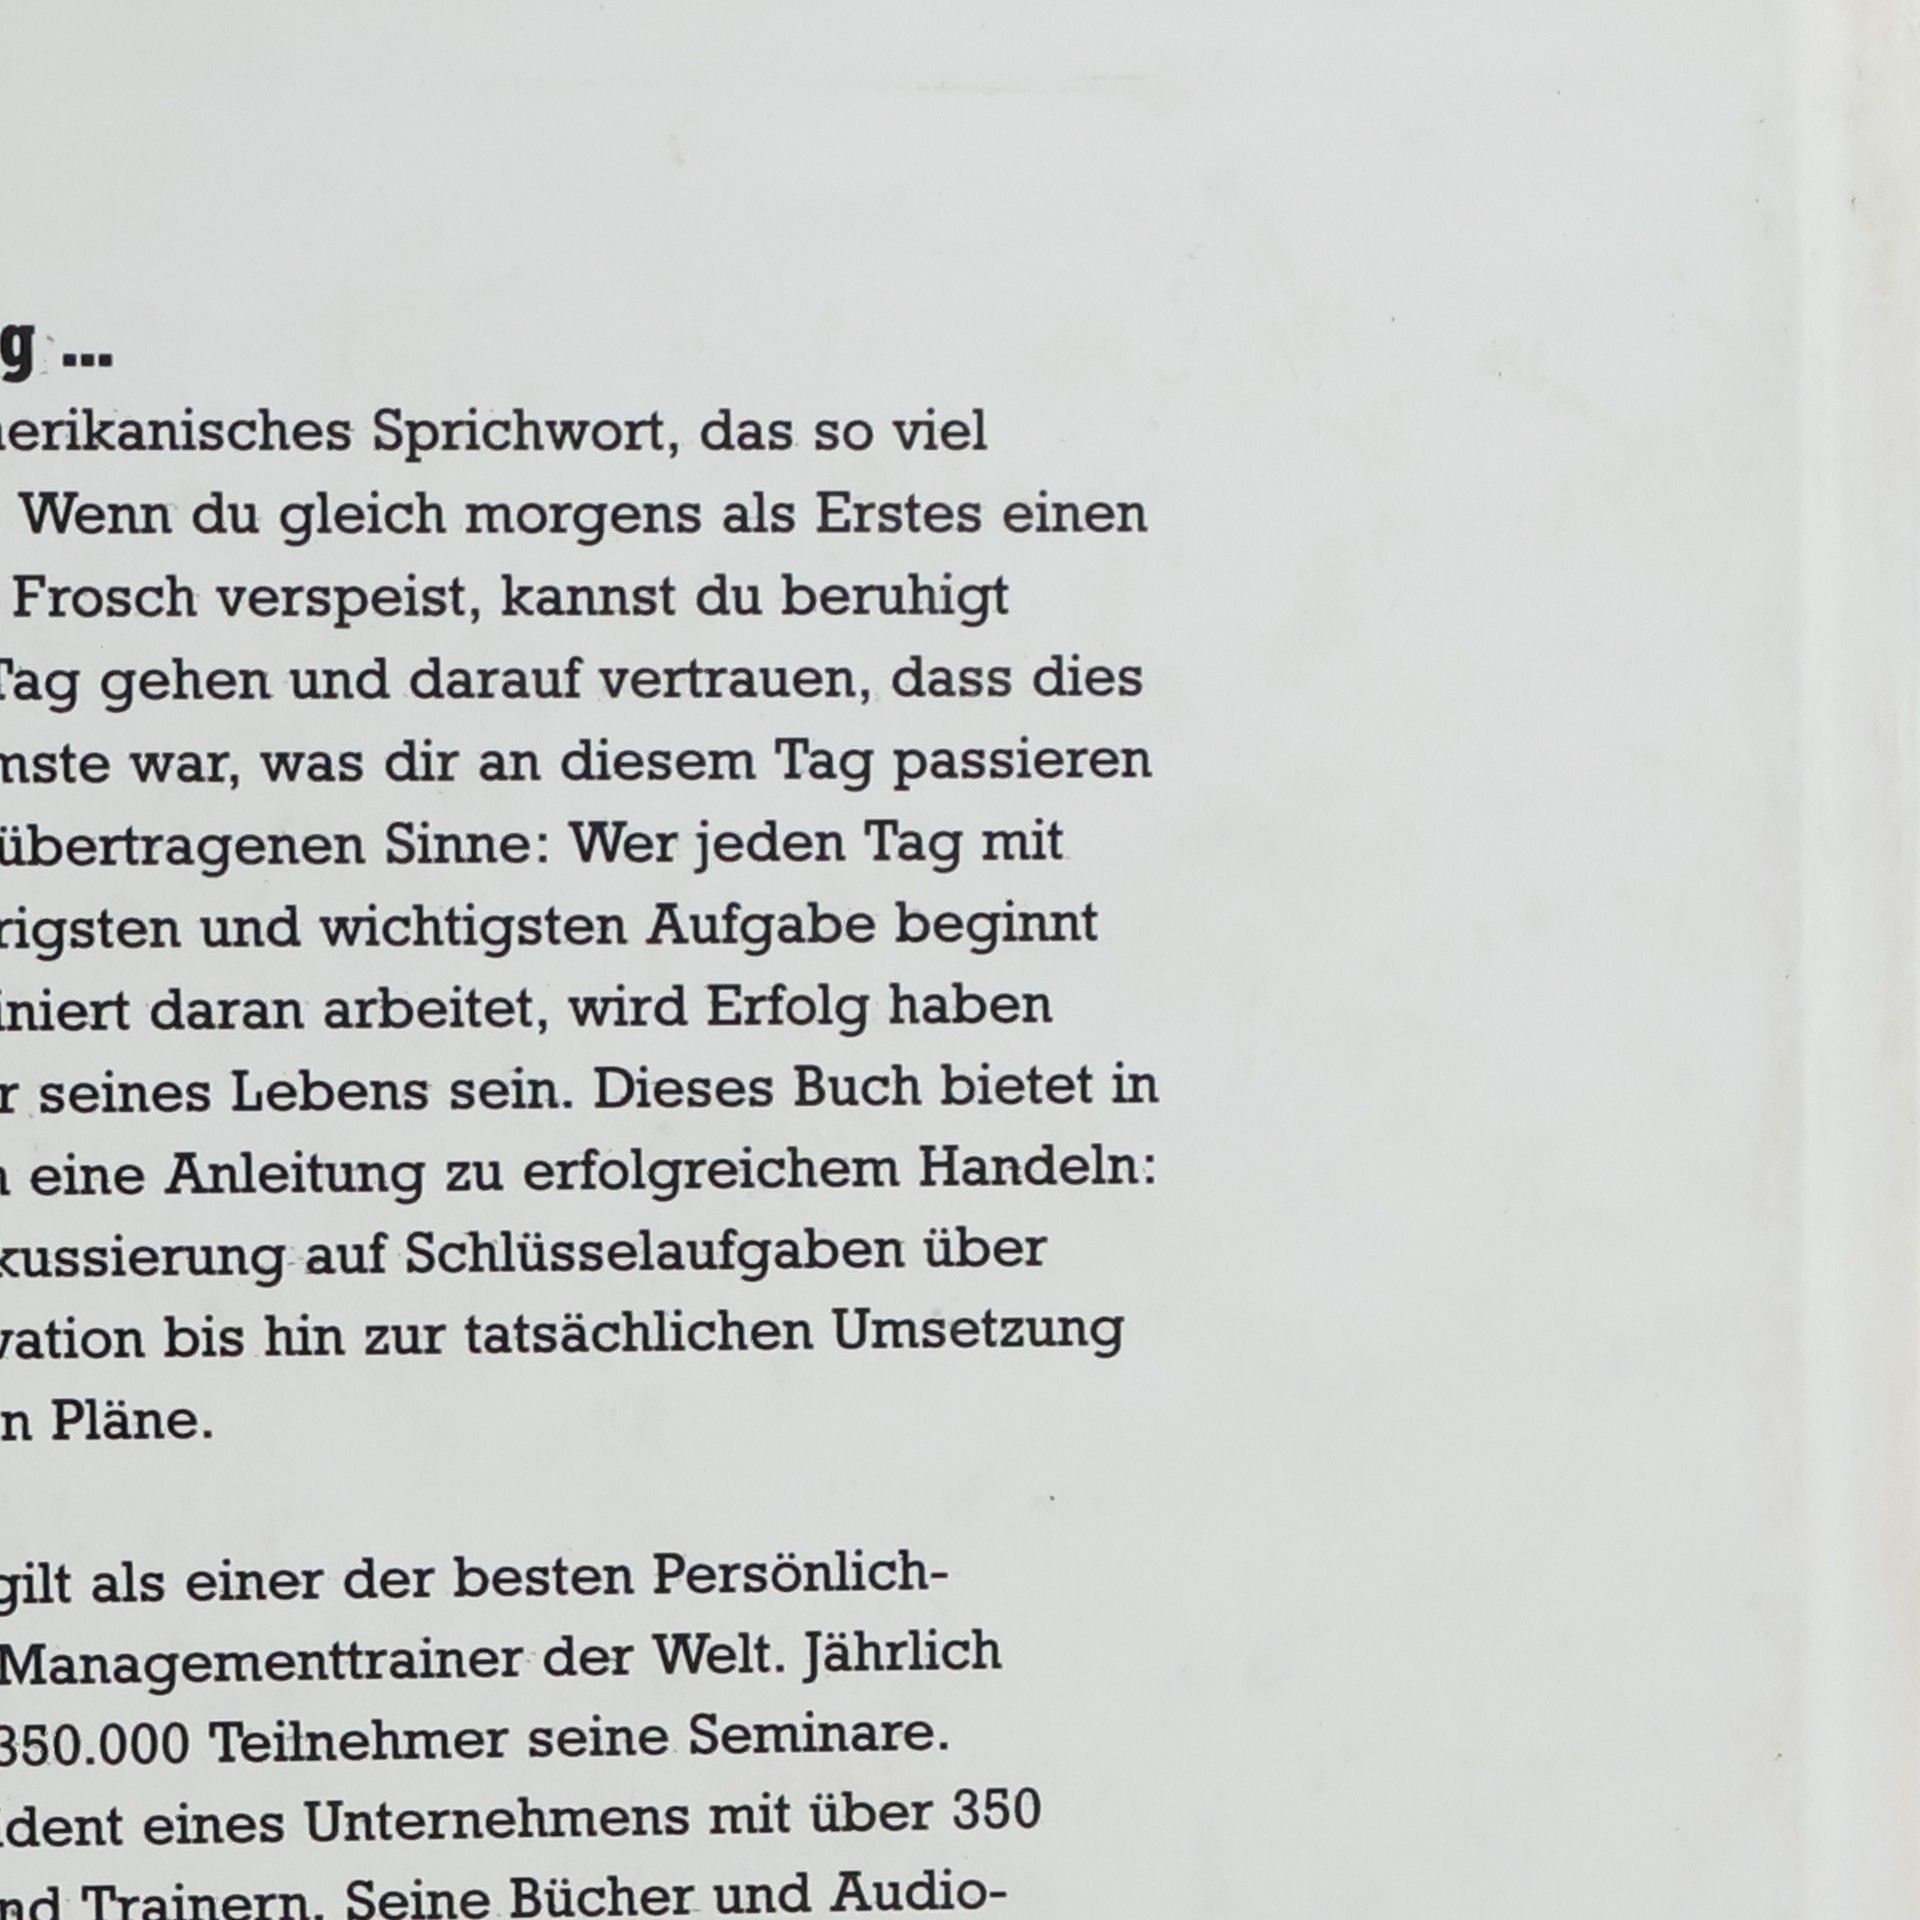 g ...
erikanisches Sprichwort, das so viel
Wenn du gleich morgens als Erstes einen
Frosch verspeist, kannst du beruhigt
Tag gehen und darauf vertrauen, dass dies
mste war, was dir an diesem Tag passieren
übertragenen Sinne: Wer jeden Tag mit
rigsten und wichtigsten Aufgabe beginnt
iniert daran arbeitet, wird Erfolg haben
r seines Lebens sein. Dieses Buch bietet in
eine Anleitung zu erfolgreichem Handeln:
kussierung auf Schlüsselaufgaben über
vation bis hin zur tatsächlichen Umsetzung
n Pläne.
gilt als einer der besten Persönlich-
Managementtrainer der Welt. Jährlich
350.000 Teilnehmer seine Seminare.
ident eines Unternehmens mit über 350
nd Trainern. Seine Bücher und Audio-